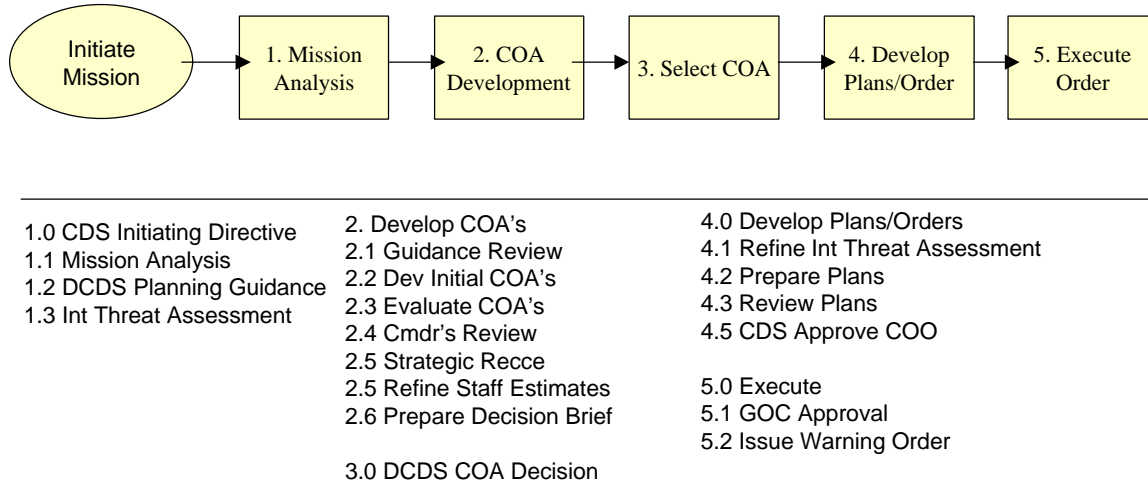 Initiate
Mission
1. Mission
Analysis
2. COA
Development
3. Select COA
4. Develop
Plans/Order
5. Execute
Order
1.0 CDS Initiating Directive
1.1 Mission Analysis
1.2 DCDS Planning Guidance
1.3 Int Threat Assessment
2. Develop COA's
2.1 Guidance Review
2.2 Dev Initial COA's
2.3 Evaluate COA's
2.4 Cmdr's Review
2.5 Strategic Recce
2.5 Refine Staff Estimates
2.6 Prepare Decision Brief
3.0 DCDS COA Decision
4.0 Develop Plans/Orders
4.1 Refine Int Threat Assessment
4.2 Prepare Plans
4.3 Review Plans
4.5 CDS Approve COO
5.0 Execute
5.1 GOC Approval
5.2 Issue Warning Order